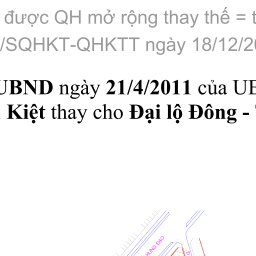 được QH mở rộng thay thế = t
/SQHKT-QHKTT ngày 18/12/20
UBND ngày 21/4/2011 của UB
Kiệt thay cho Đại lộ Đông -